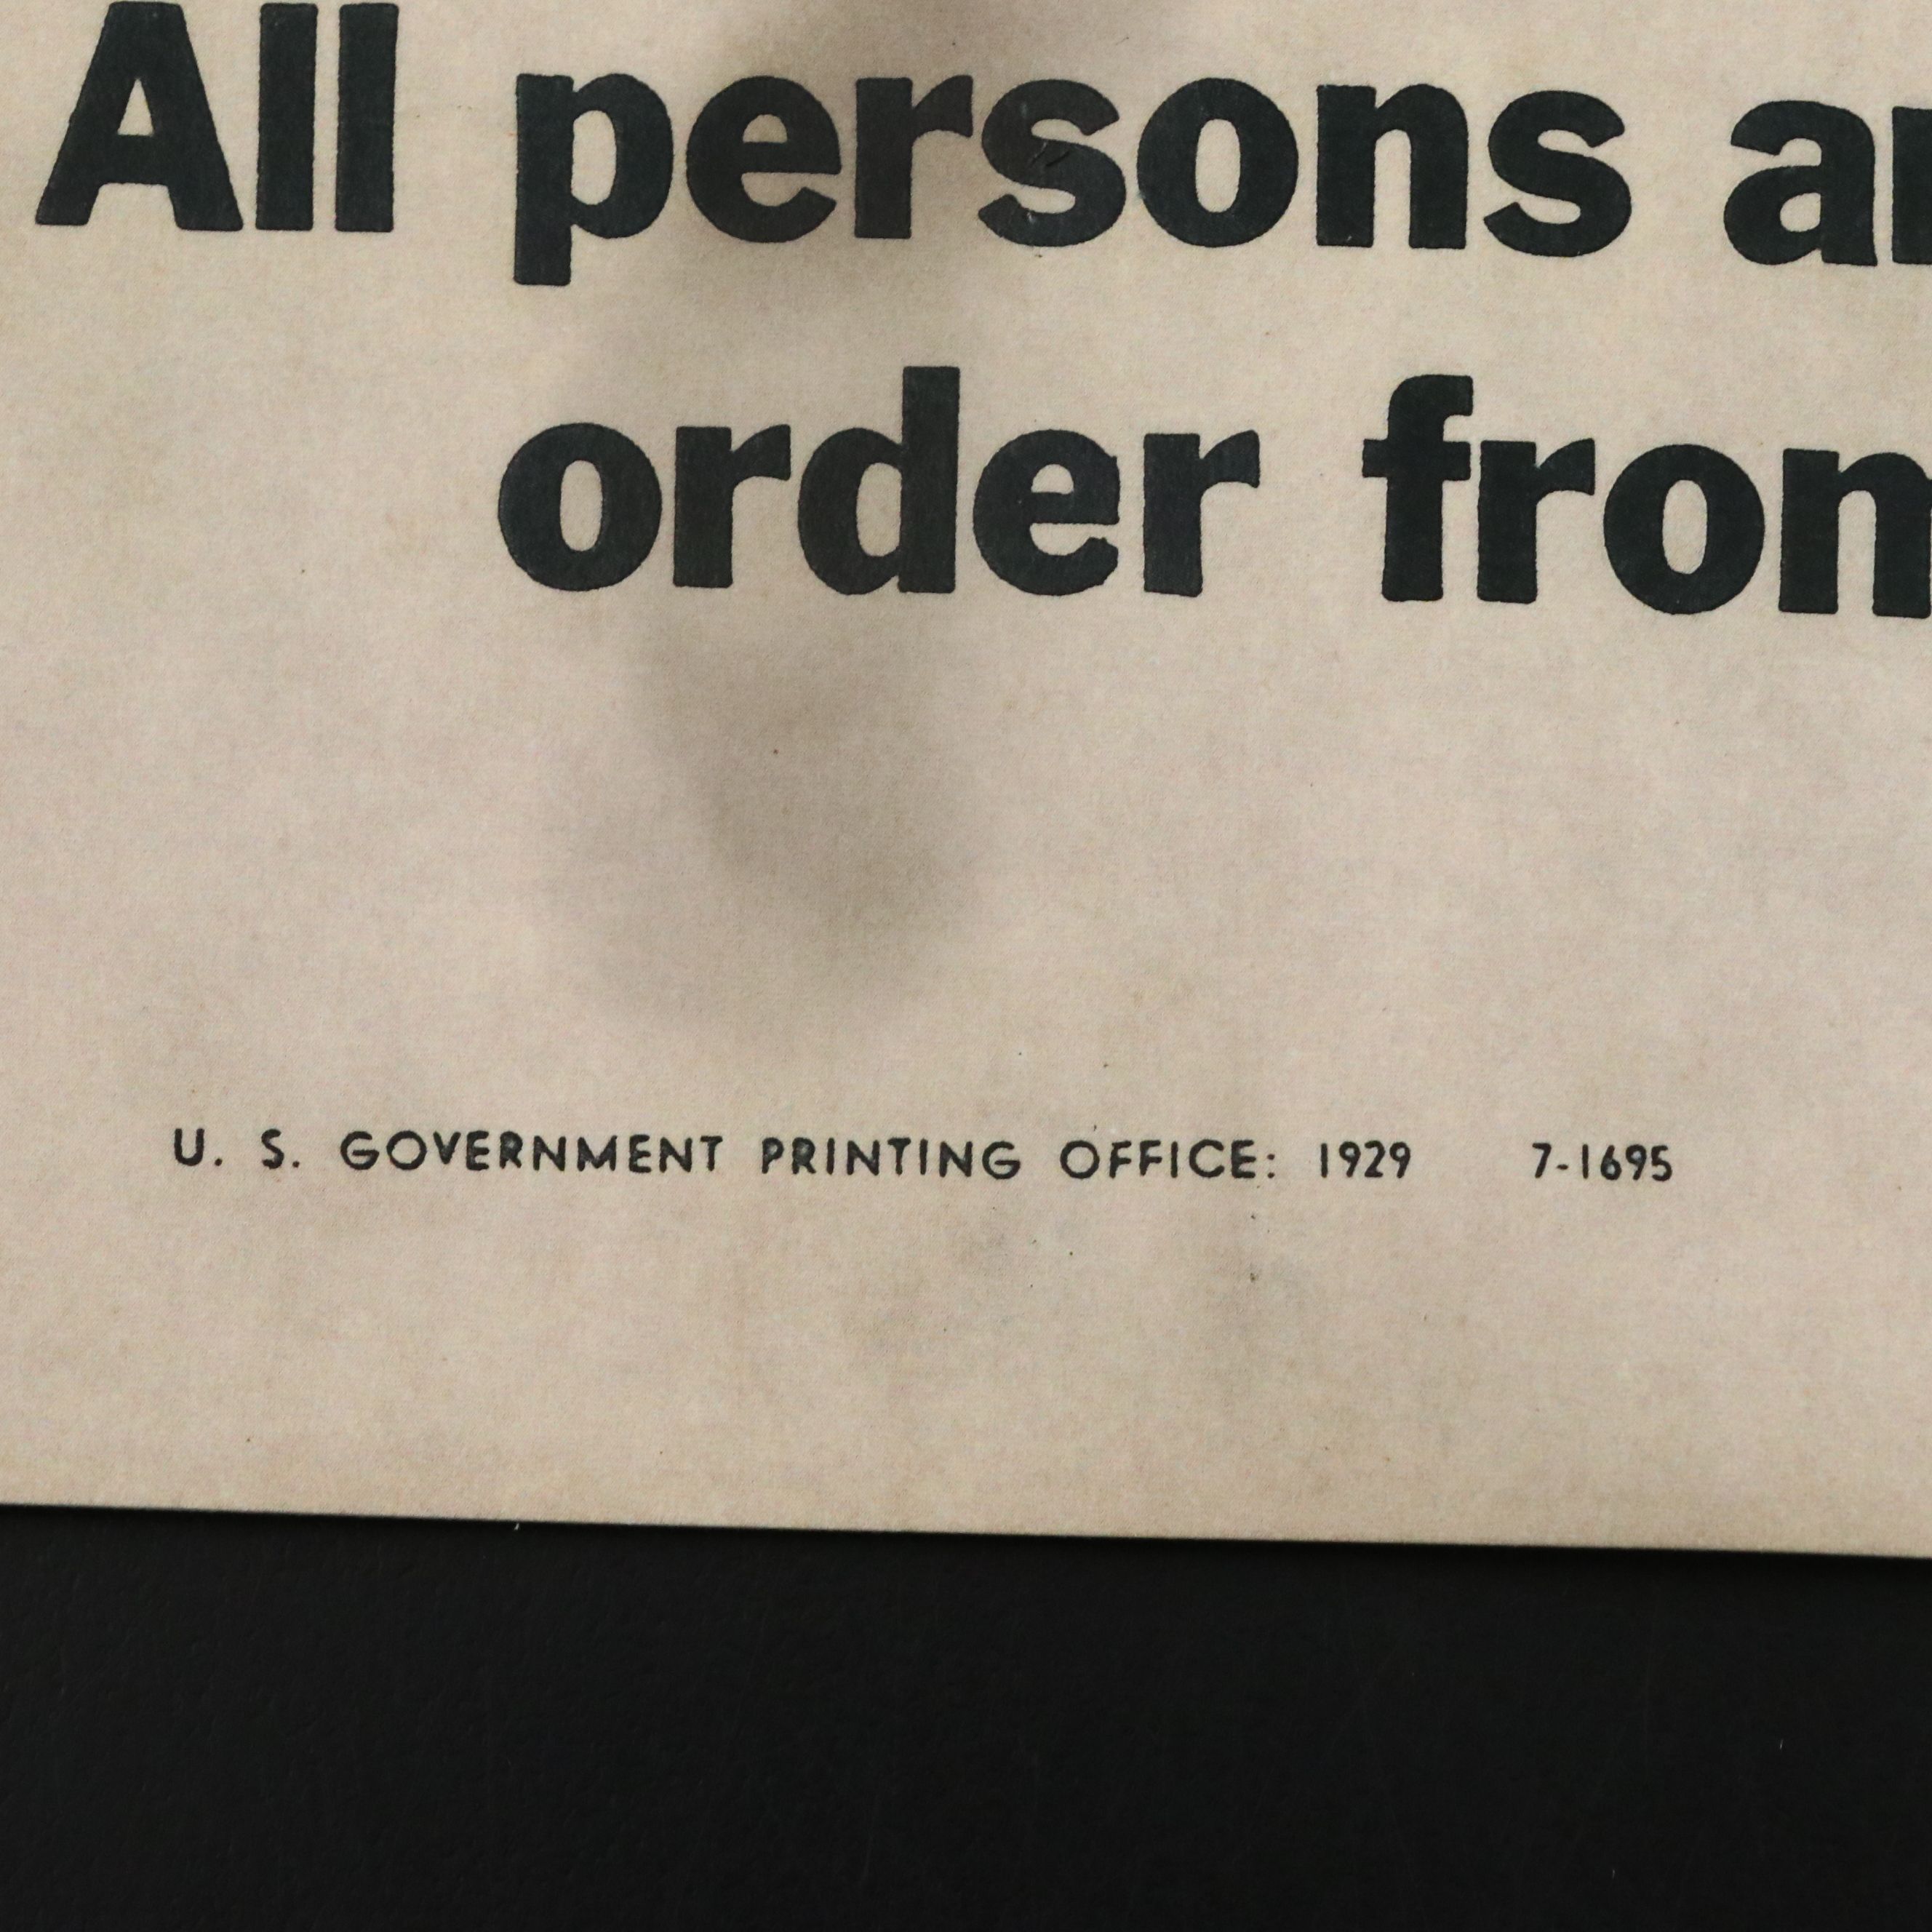 All persons a
order fron
U. S. GOVERNMENT PRINTING OFFICE: 1929 7-1695